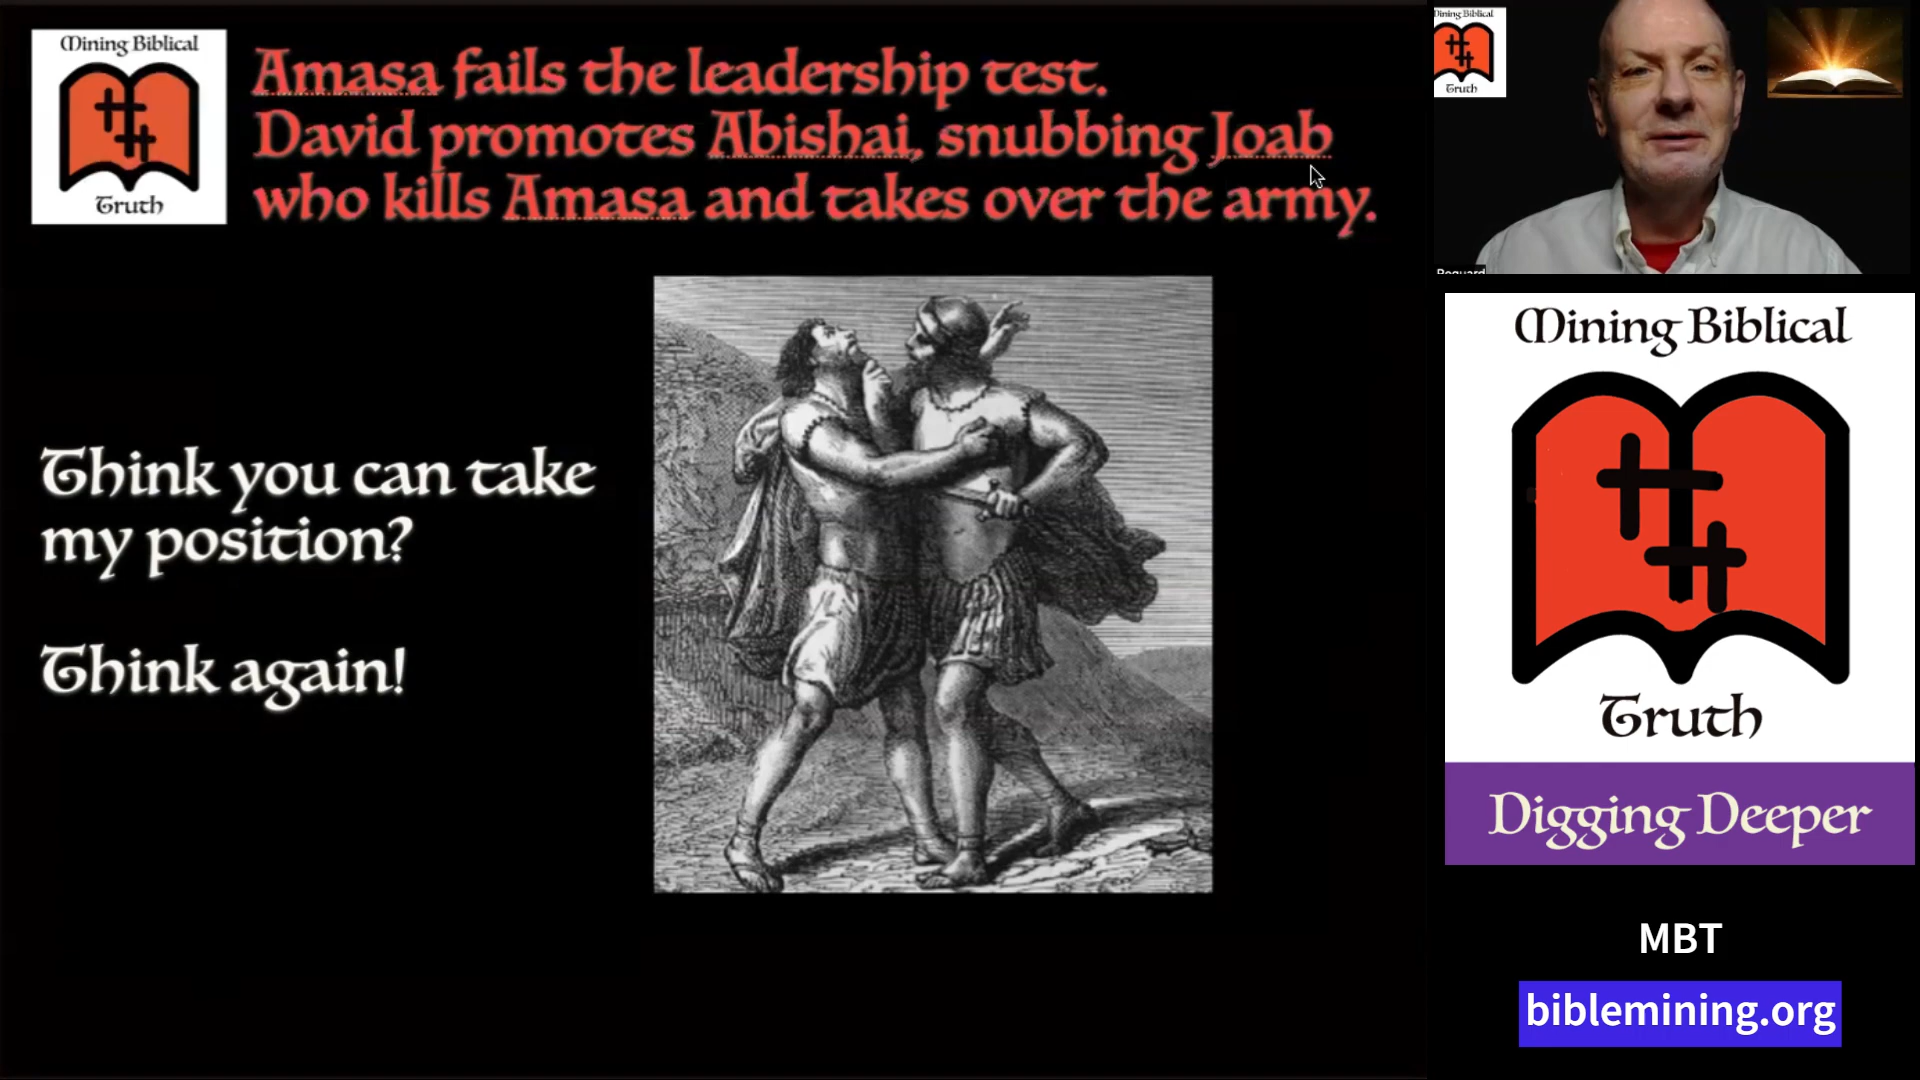 Mining Biblical
Truth
Amasa fails the leadership test.
David promotes Abishai, snubbing Joab
who kills Amasa and takes over the army.
Think you can take
my position?
Think again!
Mining Biblical
Truth
Mining Biblical
Truth
Digging Deeper
MBT
biblemining.org